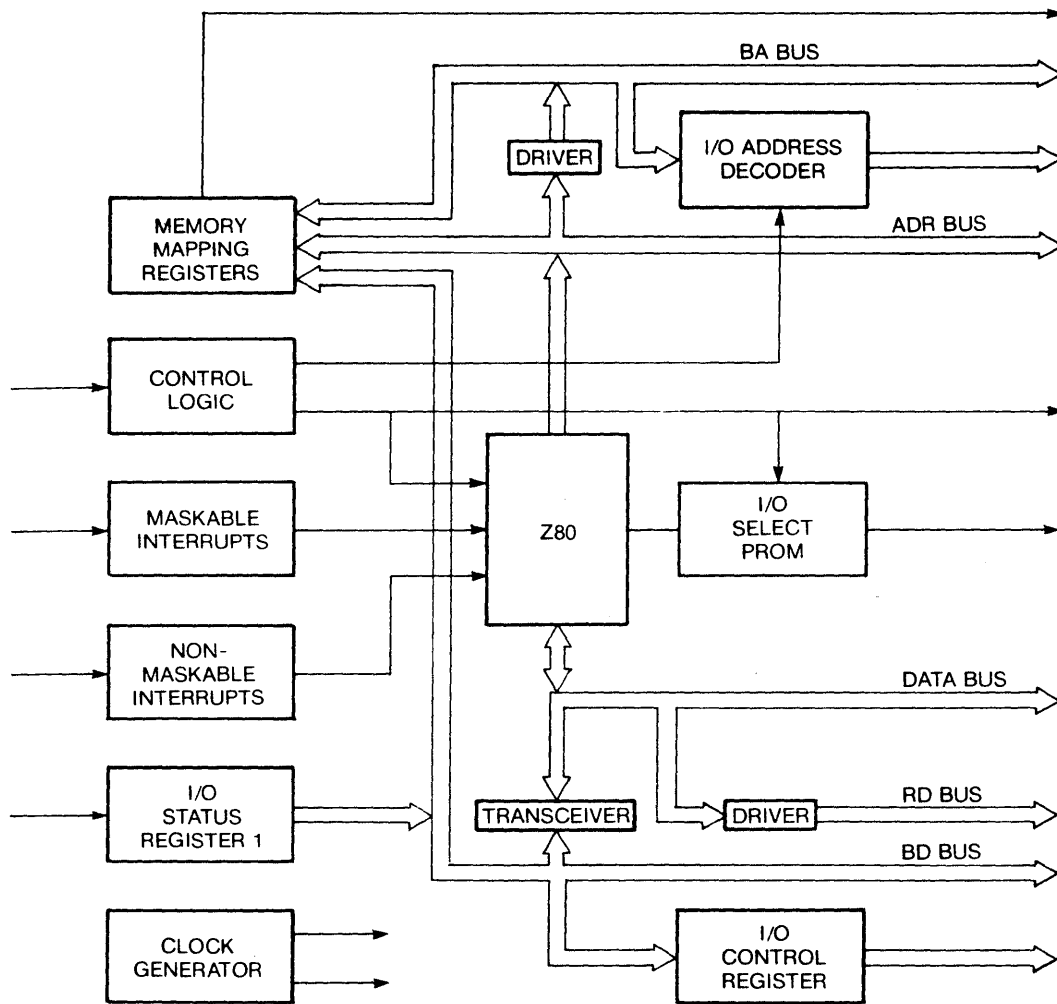 BA BUS
DRIVER
I/O ADDRESS
DECODER
MEMORY
MAPPING
REGISTERS
ADR BUS
CONTROL
LOGIC
MASKABLE
INTERRUPTS
Z80
I/O
SELECT
PROM
NON-
MASKABLE
INTERRUPTS
DATA BUS
I/O
STATUS
REGISTER 1
TRANSCEIVER
DRIVER
RD BUS
BD BUS
CLOCK
GENERATOR
I/O
CONTROL
REGISTER